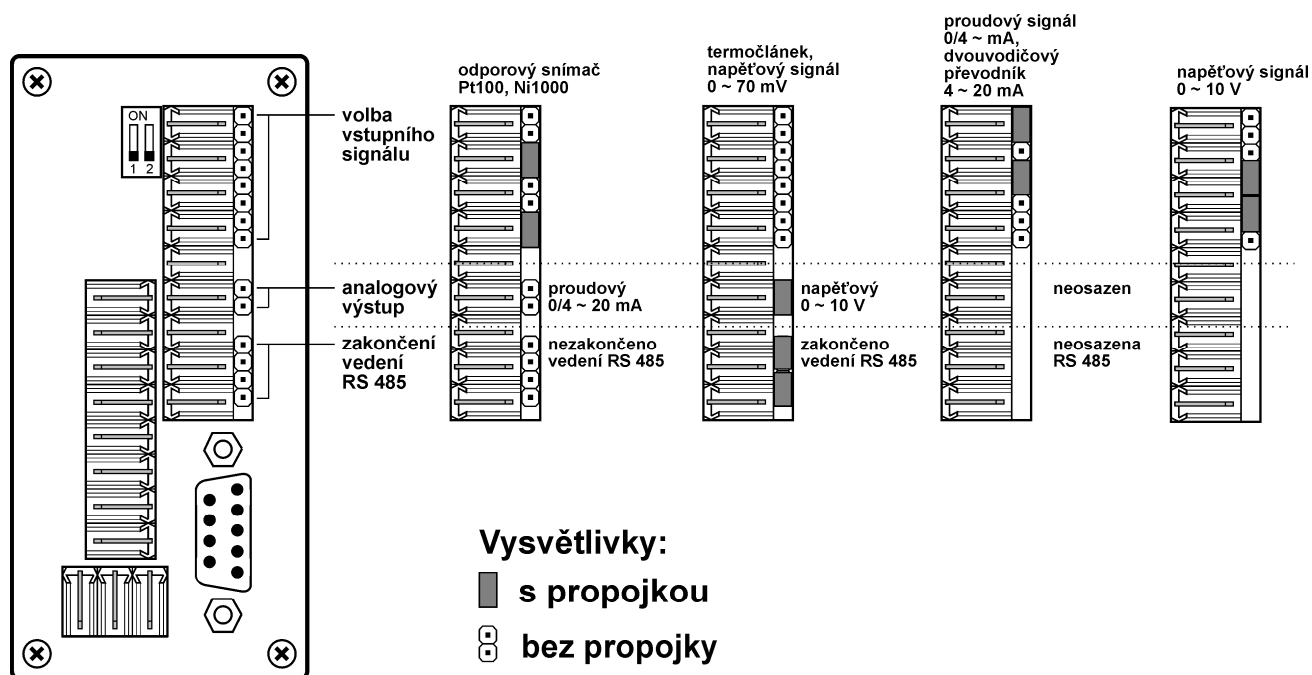 ON
1 2
volba
vstupního
signálu
analogový
výstup
zakončení
vedení
RS 485
odporový snímač
Pt100, Ni1000
proudový
0/4 ~ 20 mA
nezakončeno
vedení RS 485
termočlánek,
napěťový signál
0 ~ 70 mV
napěťový
0 ~ 10 V
zakončeno
vedení RS 485
proudový signál
0/4 ~ mA,
dvouvodičový
převodník
4 ~ 20 mA
neosazen
neosazena
RS 485
napěťový signál
0 ~ 10 V
Vysvětlivky:
s propojkou
bez propojky